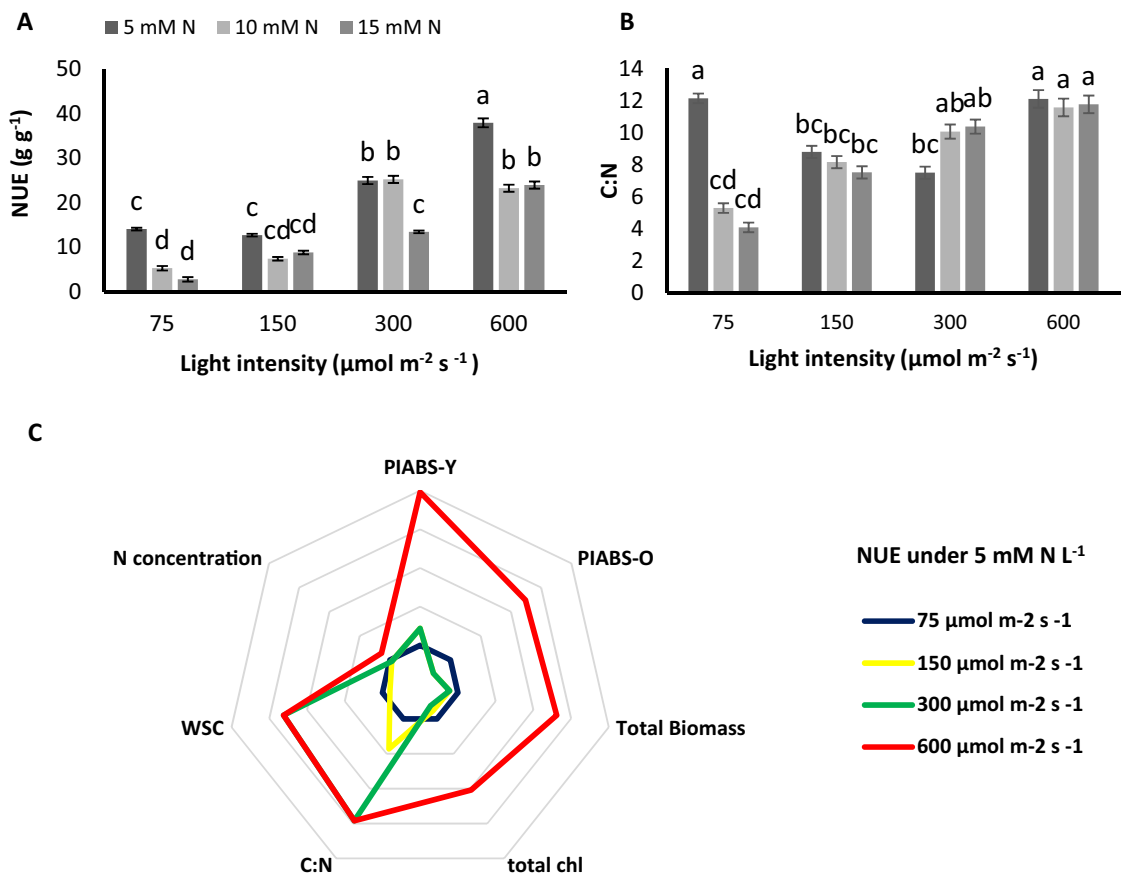 A
5 mM N 10 mM N 15 mM N
NUE (g g-1)
50
40
30
20
10
0
c d d
c cd cd
b b c
a b b
75 150 300 600
Light intensity (μmol m-2 s -1 )
B
C:N
14
12
10
8
6
4
2
0
a cd cd
bc bc bc
bc ab ab
a a a
75 150 300 600
Light intensity (μmol m-2 s-1)
C
PIABS-Y
PIABS-O
Total Biomass
total chl
C:N
WSC
N concentration
NUE under 5 mM N L-1
75 μmol m-2 s -1
150 μmol m-2 s -1
300 μmol m-2 s -1
600 μmol m-2 s -1